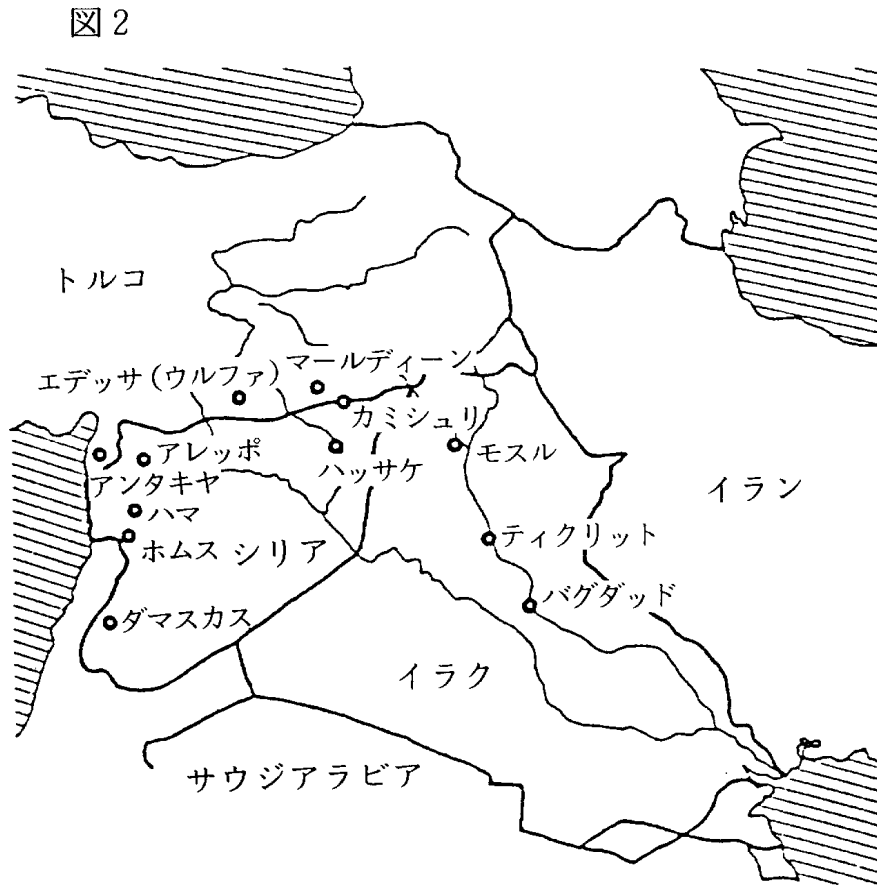 図2
トルコ
エデッサ(ウルファ)
マールディーン
カミシュリ
アレッポ
ハッサケ
モスル
アンタキヤ
イラン
ハマ
ティクリット
ホムス
シリア
バグダッド
ダマスカス
イラク
サウジアラビア